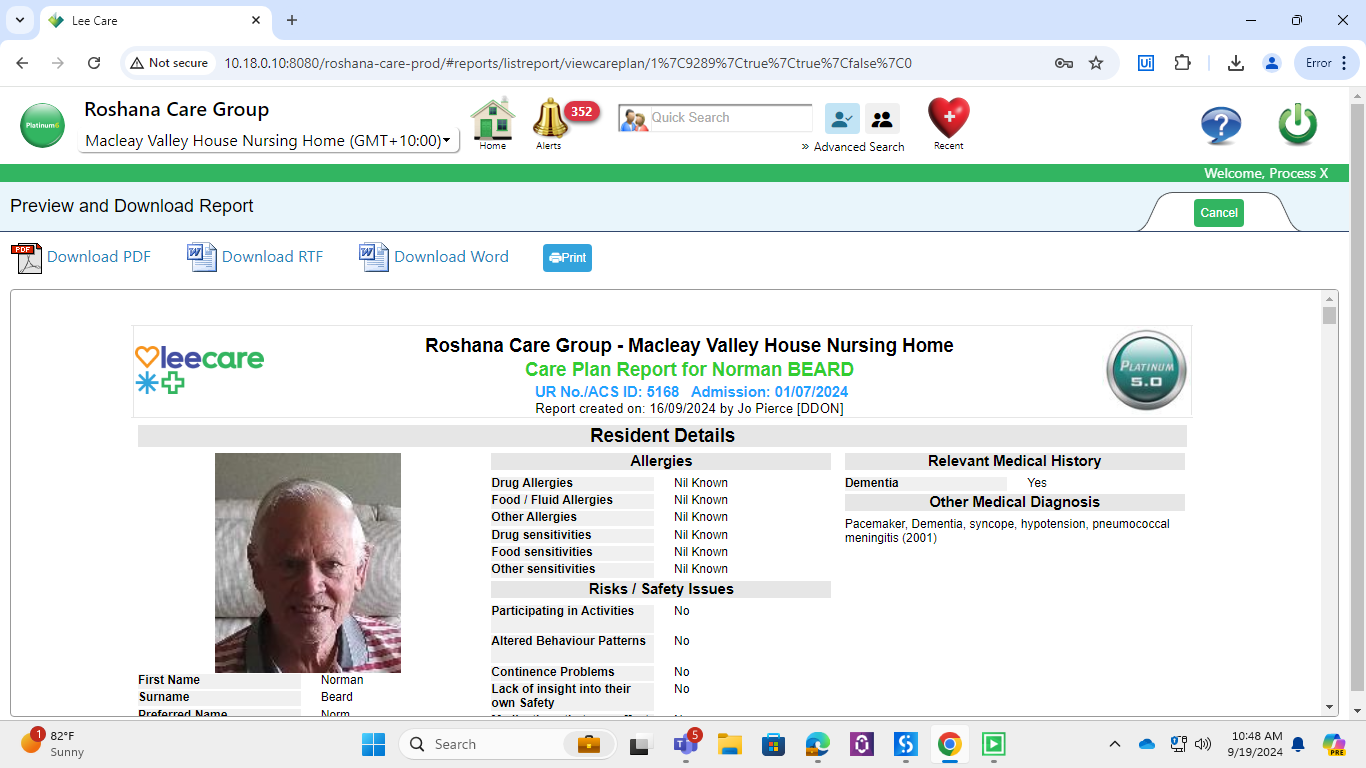 Lee Care
Not secure
10.18.0.10:8080/roshana-care-prod/#reports/listreport/viewcareplan/1%7C9289%7Ctrue%7Ctrue%7Cfalse%7C0
Error
Platinum
Roshana Care Group
Macleay Valley House Nursing Home (GMT+10:00)
Home
352
Alerts
Quick Search
» Advanced Search
Recent
Welcome, Process X
Preview and Download Report
Cancel
PDF Download PDF
Download RTF
Download Word
Print
leecare
Roshana Care Group - Macleay Valley House Nursing Home
Care Plan Report for Norman BEARD
UR No./ACS ID: 5168 Admission: 01/07/2024
Report created on: 16/09/2024 by Jo Pierce [DDON]
PLATINUM
5.0
Resident Details
First Name Norman
Surname Beard
Preferred Name Norm
Allergies
Drug Allergies Nil Known
Food / Fluid Allergies Nil Known
Other Allergies Nil Known
Drug sensitivities Nil Known
Food sensitivities Nil Known
Other sensitivities Nil Known
Risks / Safety Issues
Participating in Activities No
Altered Behaviour Patterns No
Continence Problems No
Lack of insight into their No
own Safety
Relevant Medical History
Dementia Yes
Other Medical Diagnosis
Pacemaker, Dementia, syncope, hypotension, pneumococcal
meningitis (2001)
1
82°F
Sunny
Search
5
10:48 AM
9/19/2024
PRE